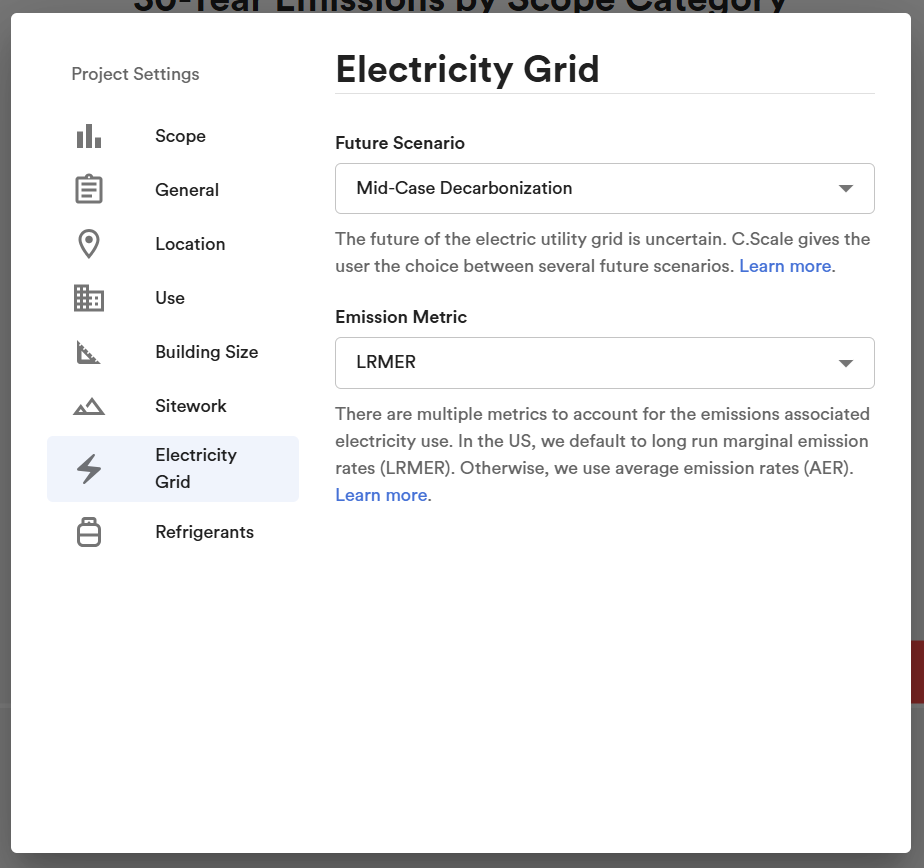 30-Year Emissions by Scope Category
Project Settings
Scope
General
Location
Use
Building Size
Sitework
Electricity
Grid
Refrigerants
Electricity Grid
Future Scenario
Mid-Case Decarbonization
The future of the electric utility grid is uncertain. C.Scale gives the
user the choice between several future scenarios. Learn more.
Emission Metric
LRMER
There are multiple metrics to account for the emissions associated
electricity use. In the US, we default to long run marginal emission
rates (LRMER). Otherwise, we use average emission rates (AER).
Learn more.